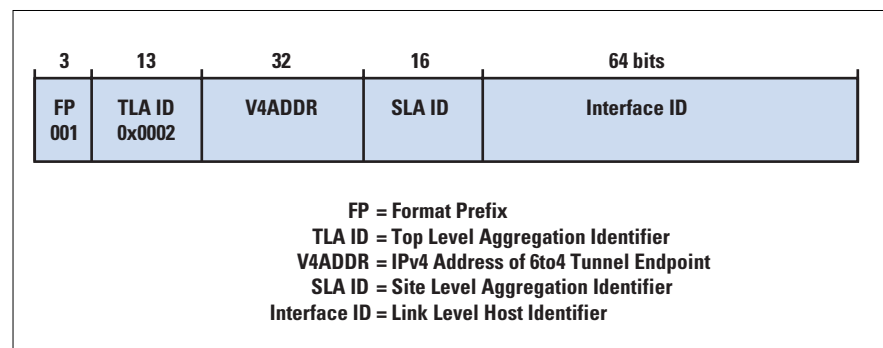 3 13 32 16 64 bits
FP TLA ID V4ADDR SLA ID Interface ID
001 0x0002
FP = Format Prefix
TLA ID = Top Level Aggregation Identifier
V4ADDR = IPv4 Address of 6to4 Tunnel Endpoint
SLA ID = Site Level Aggregation Identifier
Interface ID = Link Level Host Identifier